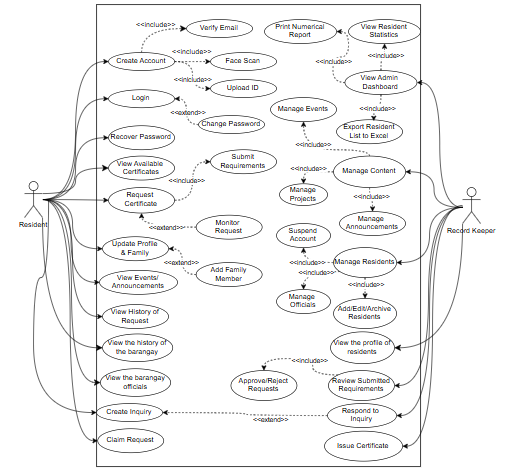 <<include>>
Verify Email
Print Numerical
Report
View Resident
Statistics
Create Account
<<include>>
Face Scan
<<include>>
<<include>>
<<include>>
Upload ID
View Admin
Dashboard
Login
<<extend>>
Change Password
Manage Events
<<include>>
Export Resident
List to Excel
Recover Password
<<include>>
View Available
Certificates
Submit
Requirements
<<include>>
Manage Content
Request
Certificate
<<include>>
Manage
Projects
<<include>>
Resident
Monitor
Request
<<extend>>
Manage
Announcements
Record Keeper
Suspend
Account
Update Profile
& Family
<<extend>>
Add Family
Member
<<include>>
Manage Residents
<<include>>
View Events/
Announcements
<<include>>
Manage
Officials
View History of
Request
Add/Edit/Archive
Residents
View the history of
the barangay
View the profile of
residents
<<include>>
View the barangay
officials
Approve/Reject
Requests
Review Submitted
Requirements
Create Inquiry
<<extend>>
Respond to
Inquiry
Claim Request
Issue Certificate